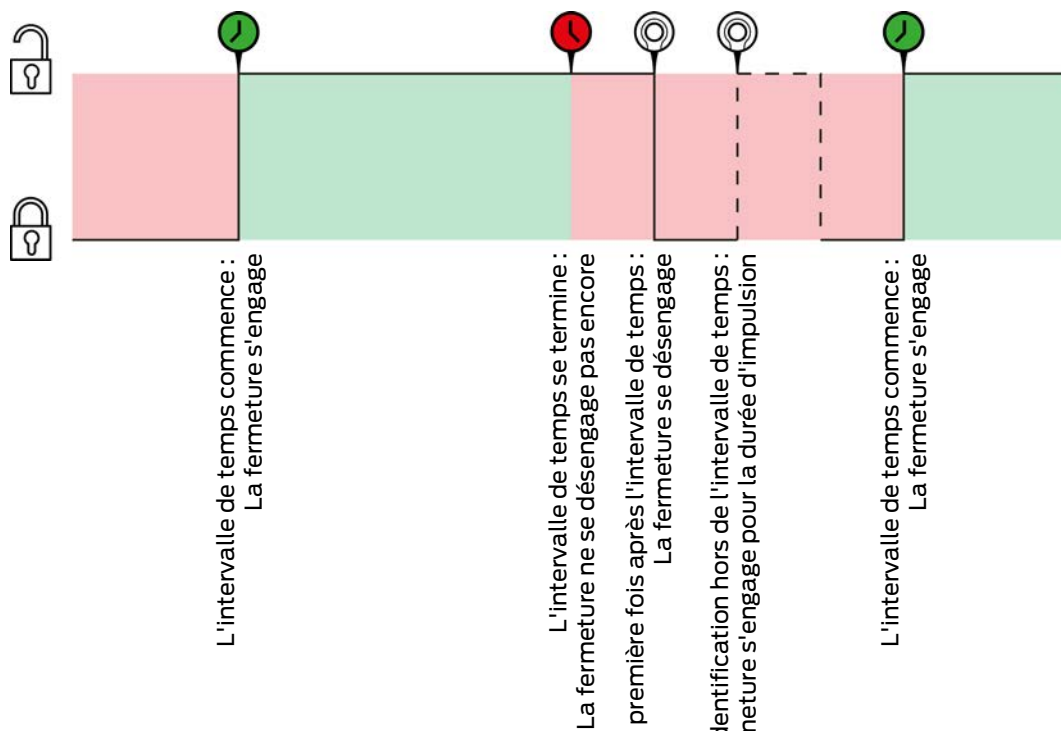 L'intervalle de temps commence :
La fermeture s'engage
L'intervalle de temps se termine :
La fermeture ne se désengage pas encore
première fois après l'intervalle de temps :
La fermeture se désengage
hors de l'intervalle de temps :
s'engage pour la durée d'impulsion
L'intervalle de temps commence :
La fermeture s'engage